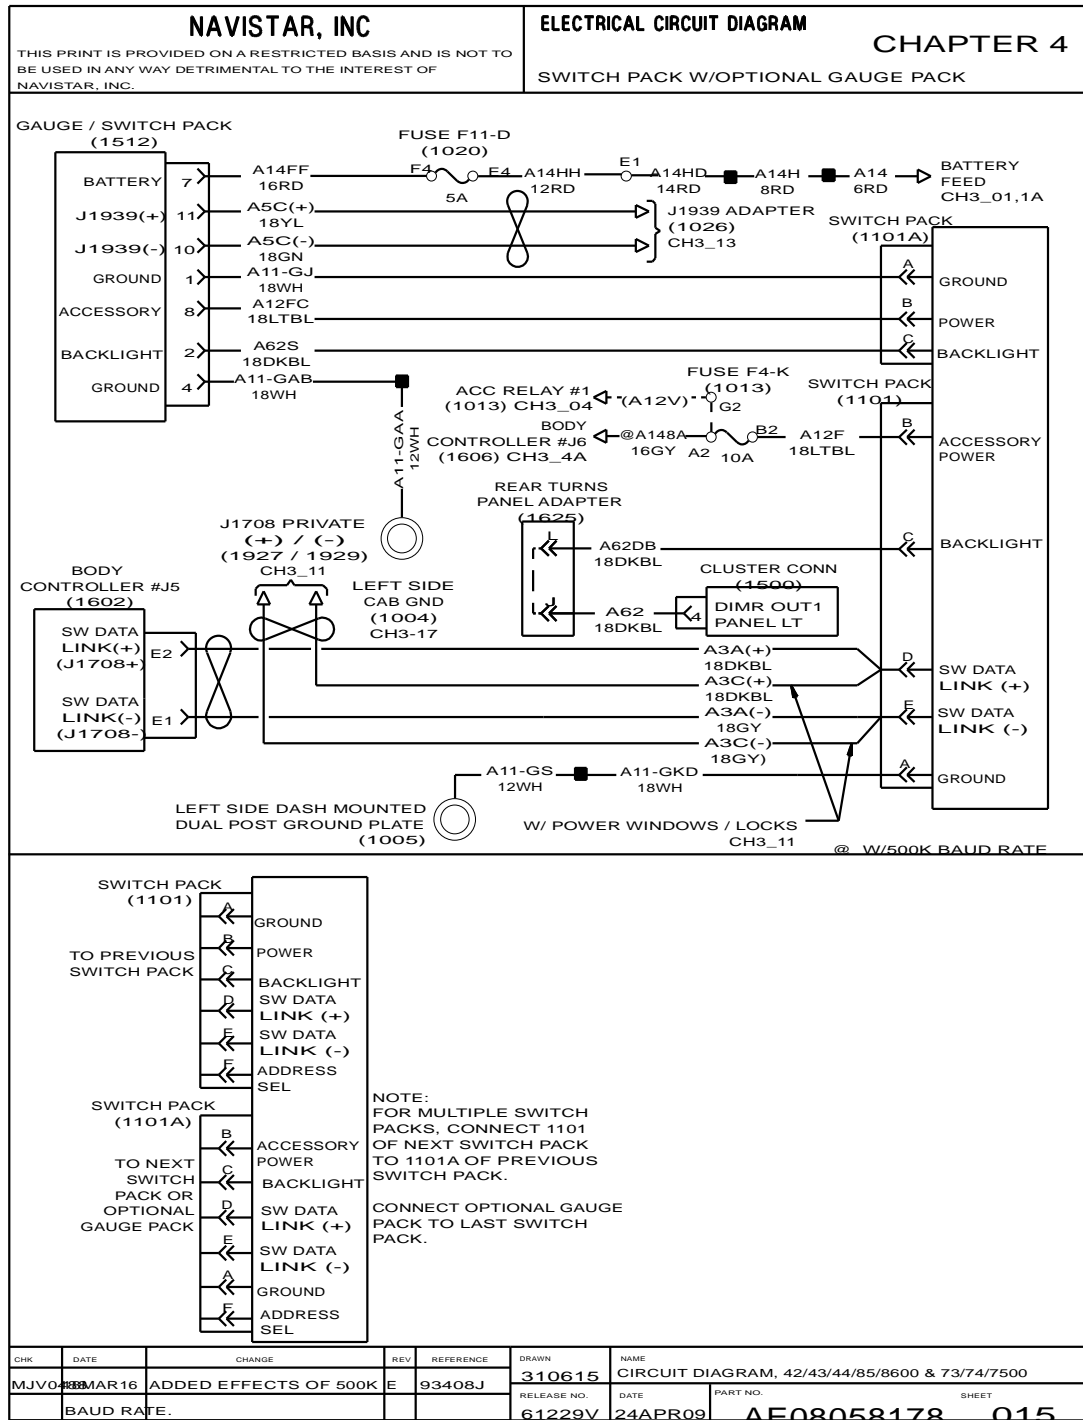 NAVISTAR, INC
THIS PRINT IS PROVIDED ON A RESTRICTED BASIS AND IS NOT TO
BE USED IN ANY WAY DETRIMENTAL TO THE INTEREST OF
NAVISTAR, INC.
ELECTRICAL CIRCUIT DIAGRAM
CHAPTER 4
SWITCH PACK W/OPTIONAL GAUGE PACK
GAUGE / SWITCH PACK
(1512)
BATTERY 7
J1939(+) 11
J1939(-) 10
GROUND 1
ACCESSORY 8
BACKLIGHT 2
GROUND 4
A14FF
16RD
FUSE F11-D
(1020)
F4 F4
5A
A14HH
12RD
E1
A14HD
14RD
A14H
8RD
A14
6RD
BATTERY
FEED
CH3_01,1A
A5C(+)
18YL
A5C(-)
18GN
J1939 ADAPTER
(1026)
CH3_13
A11-GJ
18WH
A12FC
18LTBL
A62S
18DKBL
A11-GAB
18WH
SWITCH PACK
(1101A)
A
GROUND
B
POWER
C
BACKLIGHT
A11-GAA
12WH
LEFT SIDE
CAB GND
(1004)
CH3-17
ACC RELAY #1
(1013) CH3_04
(A12V)
FUSE F4-K
(1013)
G2
BODY
CONTROLLER #J6
(1606) CH3_4A
@A148A
16GY
A2
10A
B2
A12F
18LTBL
SWITCH PACK
(1101)
B
ACCESSORY
POWER
C
BACKLIGHT
D
SW DATA
LINK (+)
E
SW DATA
LINK (-)
A
GROUND
REAR TURNS
PANEL ADAPTER
(1625)
L
A62DB
18DKBL
J
A62
18DKBL
CLUSTER CONN
(1500)
4
DIMR OUT1
PANEL LT
J1708 PRIVATE
(+) / (-)
(1927 / 1929)
CH3_11
BODY
CONTROLLER #J5
(1602)
SW DATA
LINK(+)
(J1708+)
E2
SW DATA
LINK(-)
(J1708-)
E1
A3A(+)
18DKBL
A3C(+)
18DKBL
A3A(-)
18GY
A3C(-)
18GY)
A11-GS
12WH
A11-GKD
18WH
LEFT SIDE DASH MOUNTED
DUAL POST GROUND PLATE
(1005)
W/ POWER WINDOWS / LOCKS
CH3_11
@ W/500K BAUD RATE
SWITCH PACK
(1101)
TO PREVIOUS
SWITCH PACK
A
GROUND
B
POWER
C
BACKLIGHT
D
SW DATA
LINK (+)
E
SW DATA
LINK (-)
F
ADDRESS
SEL
SWITCH PACK
(1101A)
TO NEXT
SWITCH
PACK OR
OPTIONAL
GAUGE PACK
B
ACCESSORY
POWER
C
BACKLIGHT
D
SW DATA
LINK (+)
E
SW DATA
LINK (-)
A
GROUND
F
ADDRESS
SEL
NOTE:
FOR MULTIPLE SWITCH
PACKS, CONNECT 1101
OF NEXT SWITCH PACK
TO 1101A OF PREVIOUS
SWITCH PACK.
CONNECT OPTIONAL GAUGE
PACK TO LAST SWITCH
PACK.
CHK DATE CHANGE REV REFERENCE
ADDED EFFECTS OF 500K E 93408J
BAUD RATE.
DRAWN
310615
NAME
CIRCUIT DIAGRAM, 42/43/44/85/8600 & 73/74/7500
RELEASE NO.
61229V
DATE
24APR09
PART NO.
AE08058178
SHEET
015